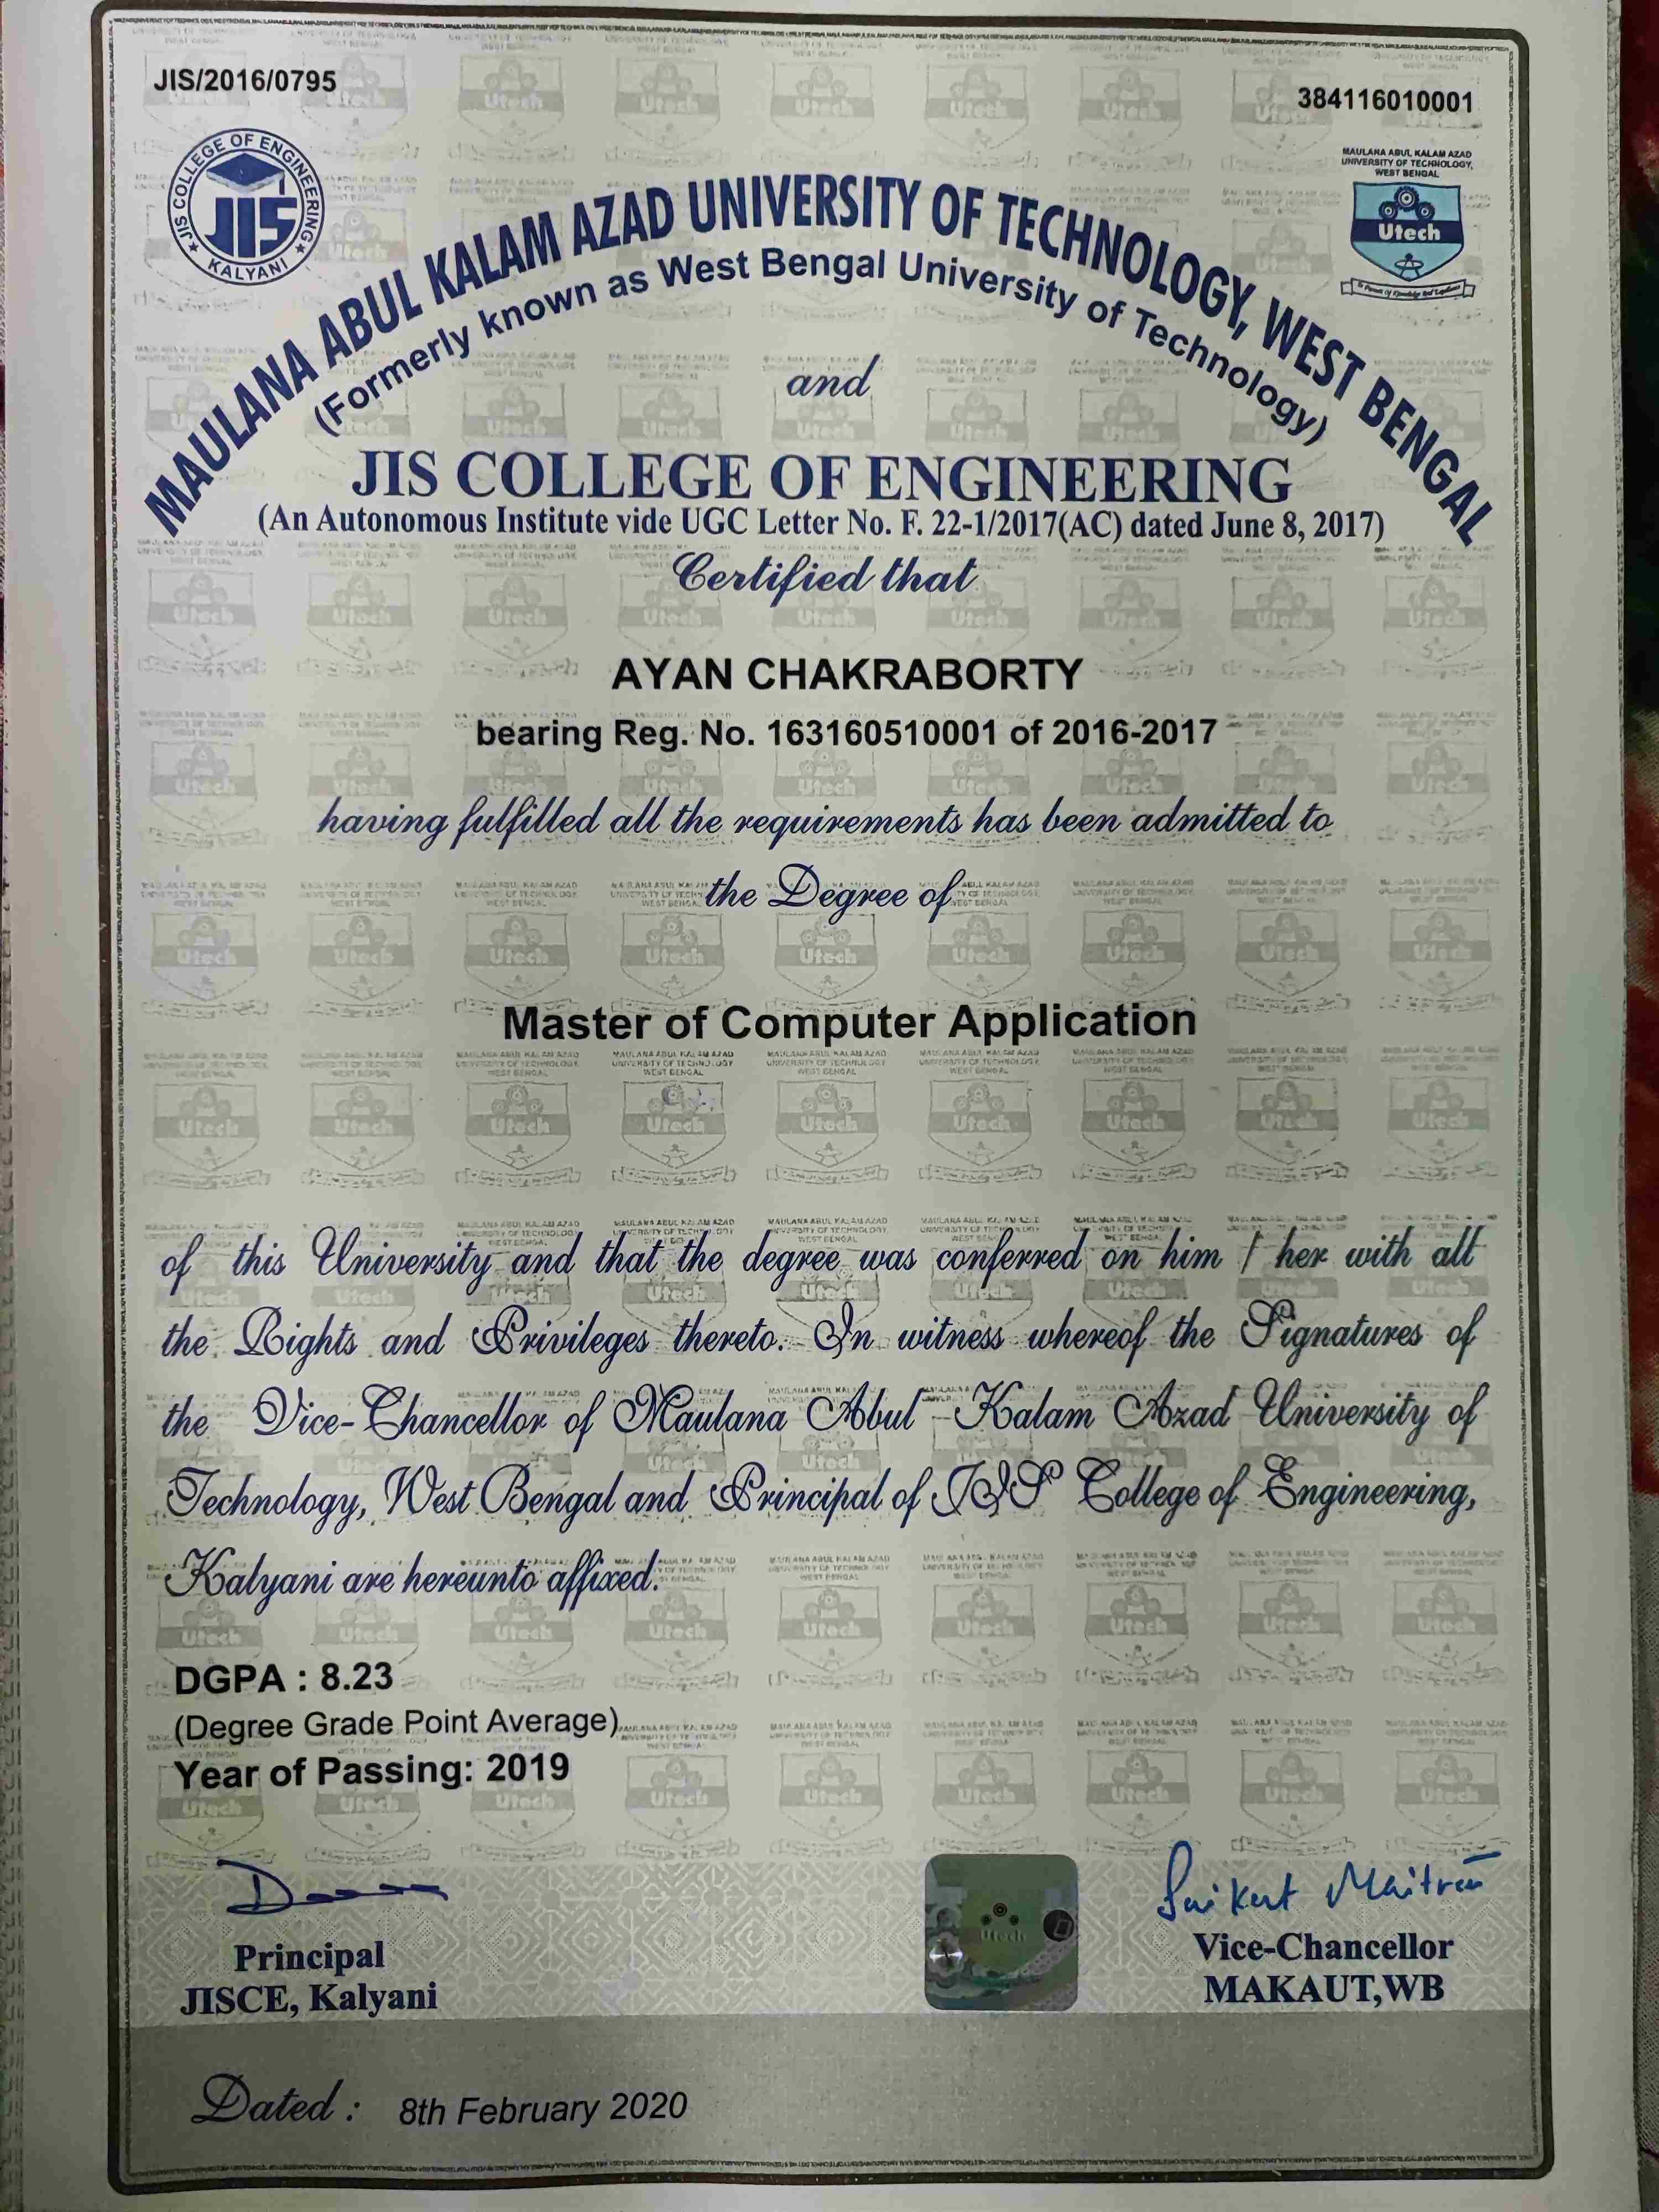 JIS/2016/0795
384116010001
JIS COLLEGE OF ENGINEERING
JIS
KALYANI
MAULANA ABUL KALAM AZAD
UNIVERSITY OF TECHNOLOGY,
WEST BENGAL
Utech
In Pursuit of Knowledge and Excellence
MAULANA ABUL KALAM AZAD UNIVERSITY OF TECHNOLOGY, WEST BENGAL
(Formerly known as West Bengal University of Technology)
and
JIS COLLEGE OF ENGINEERING
(An Autonomous Institute vide UGC Letter No. F. 22-1/2017(AC) dated June 8, 2017)
Certified that
AYAN CHAKRABORTY
bearing Reg. No. 163160510001 of 2016-2017
having fulfilled all the requirements has been admitted to
the Degree of
Master of Computer Application
of this University and that the degree was conferred on him / her with all
the Rights and Privileges thereto. In witness whereof the Signatures of
the Vice-Chancellor of Maulana Abul Kalam Azad University of
Technology, West Bengal and Principal of JIS College of Engineering,
Kalyani are hereunto affixed.
DGPA : 8.23
(Degree Grade Point Average)
Year of Passing: 2019
Saikat Maitra
Principal
JISCE, Kalyani
Utech
Vice-Chancellor
MAKAUT,WB
Dated : 8th February 2020